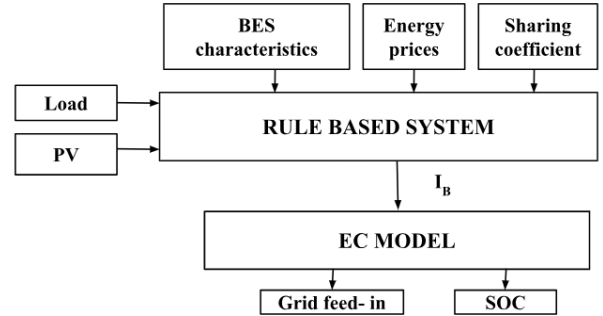 BES
characteristics
Energy
prices
Sharing
coefficient
Load
RULE BASED SYSTEM
PV
I_B
EC MODEL
Grid feed- in
SOC